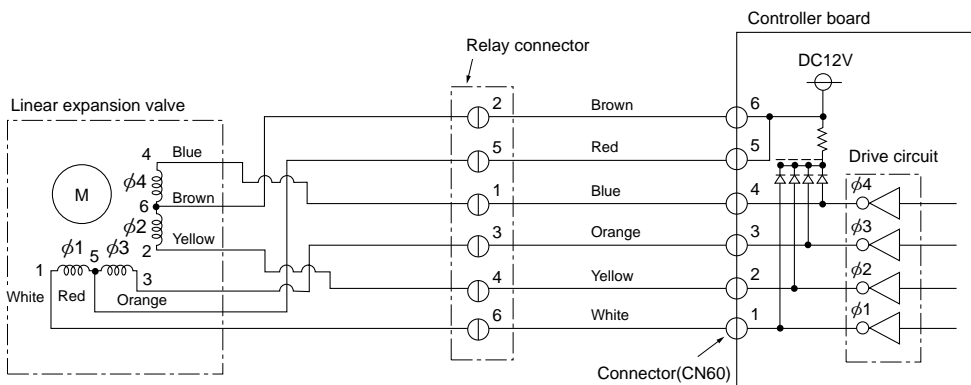 Controller board
Relay connector
DC12V
Linear expansion valve
2 Brown 6
5 Red 5
4 Blue
Drive circuit
M
ϕ4
1 Blue 4 ϕ4
6 Brown
ϕ2
3 Orange 3 ϕ3
2 Yellow
ϕ1 5 ϕ3
4 Yellow 2 ϕ2
1 3
White Red Orange
6 White 1 ϕ1
Connector(CN60)